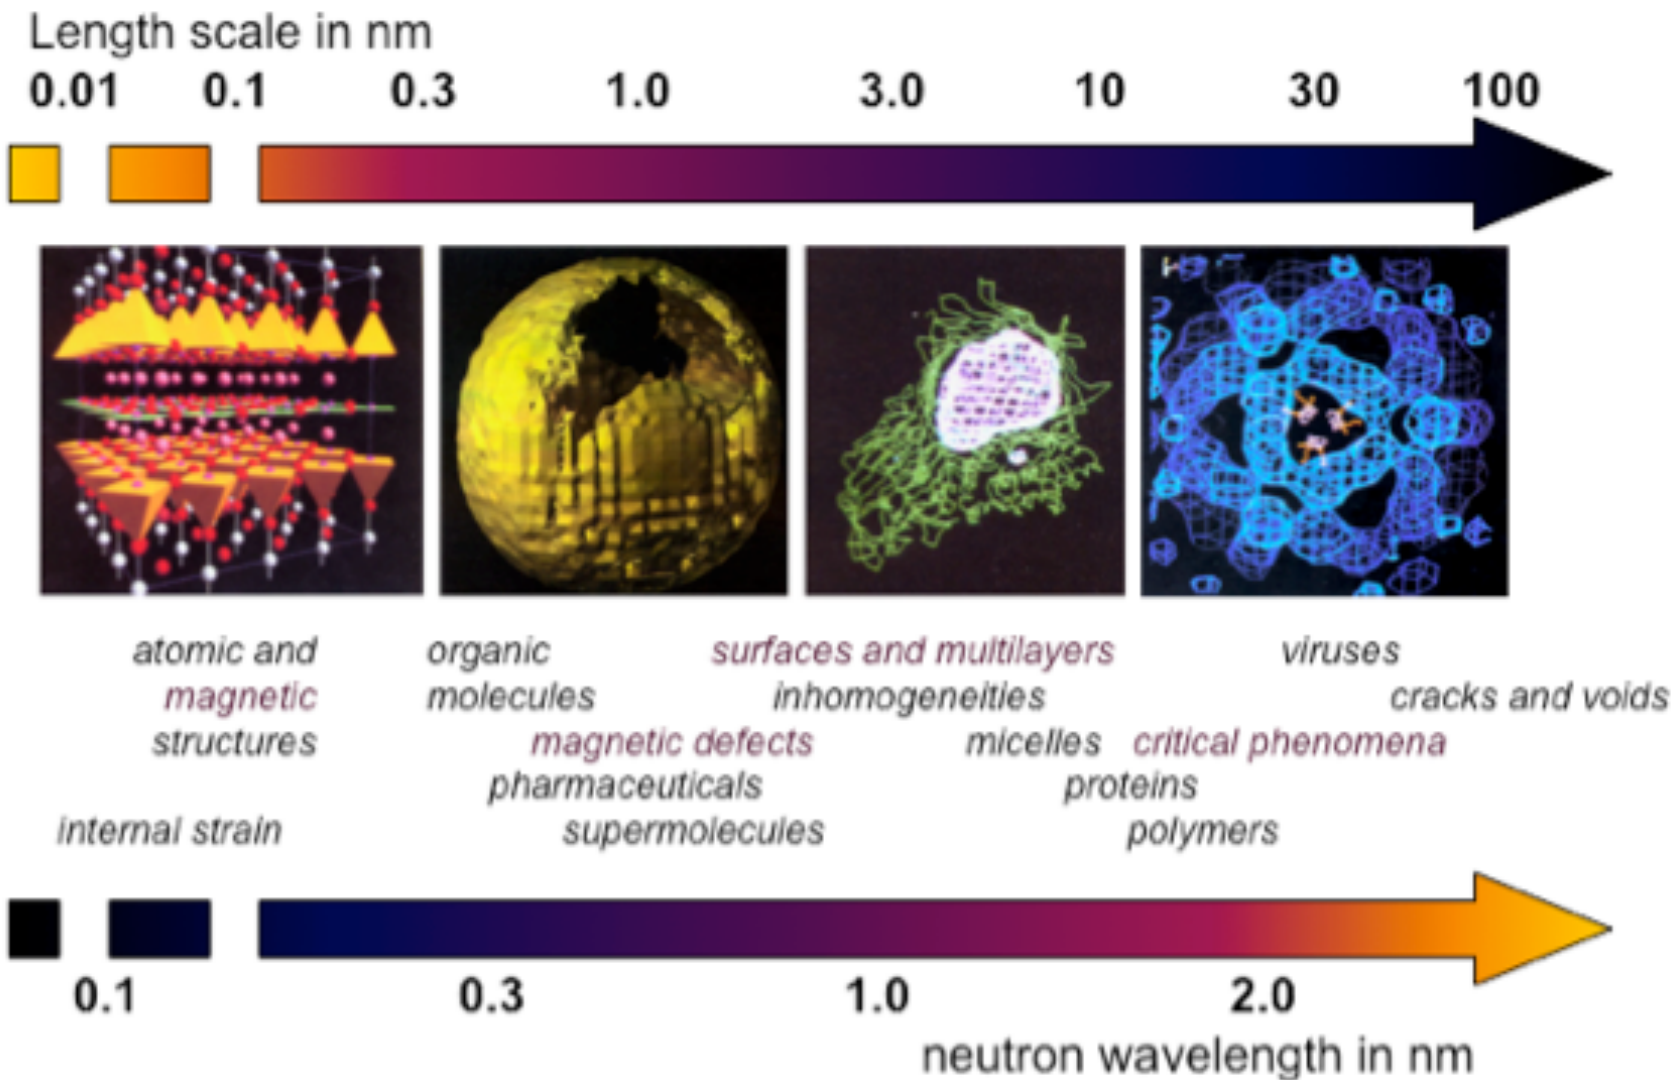 Length scale in nm
0.01 0.1 0.3 1.0 3.0 10 30 100
atomic and organic surfaces and multilayers viruses
magnetic molecules inhomogeneities cracks and voids
structures magnetic defects micelles critical phenomena
pharmaceuticals proteins
internal strain supermolecules polymers
0.1 0.3 1.0 2.0
neutron wavelength in nm